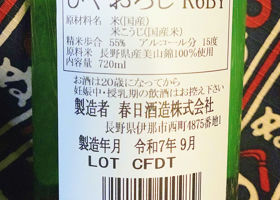 ひやおろし RUBY
原材料名 米(国産)
米こうじ(国産米)
精米歩合 55% アルコール分 15度
原料米 長野県産美山錦100%使用
内容量 720ml
お酒は20歳になってから
妊娠中・授乳期の飲酒はお控え下さい
製造者 春日酒造株式会社
長野県伊那市西町4875番地1
製造年月 令和7年9月
LOT CFDT